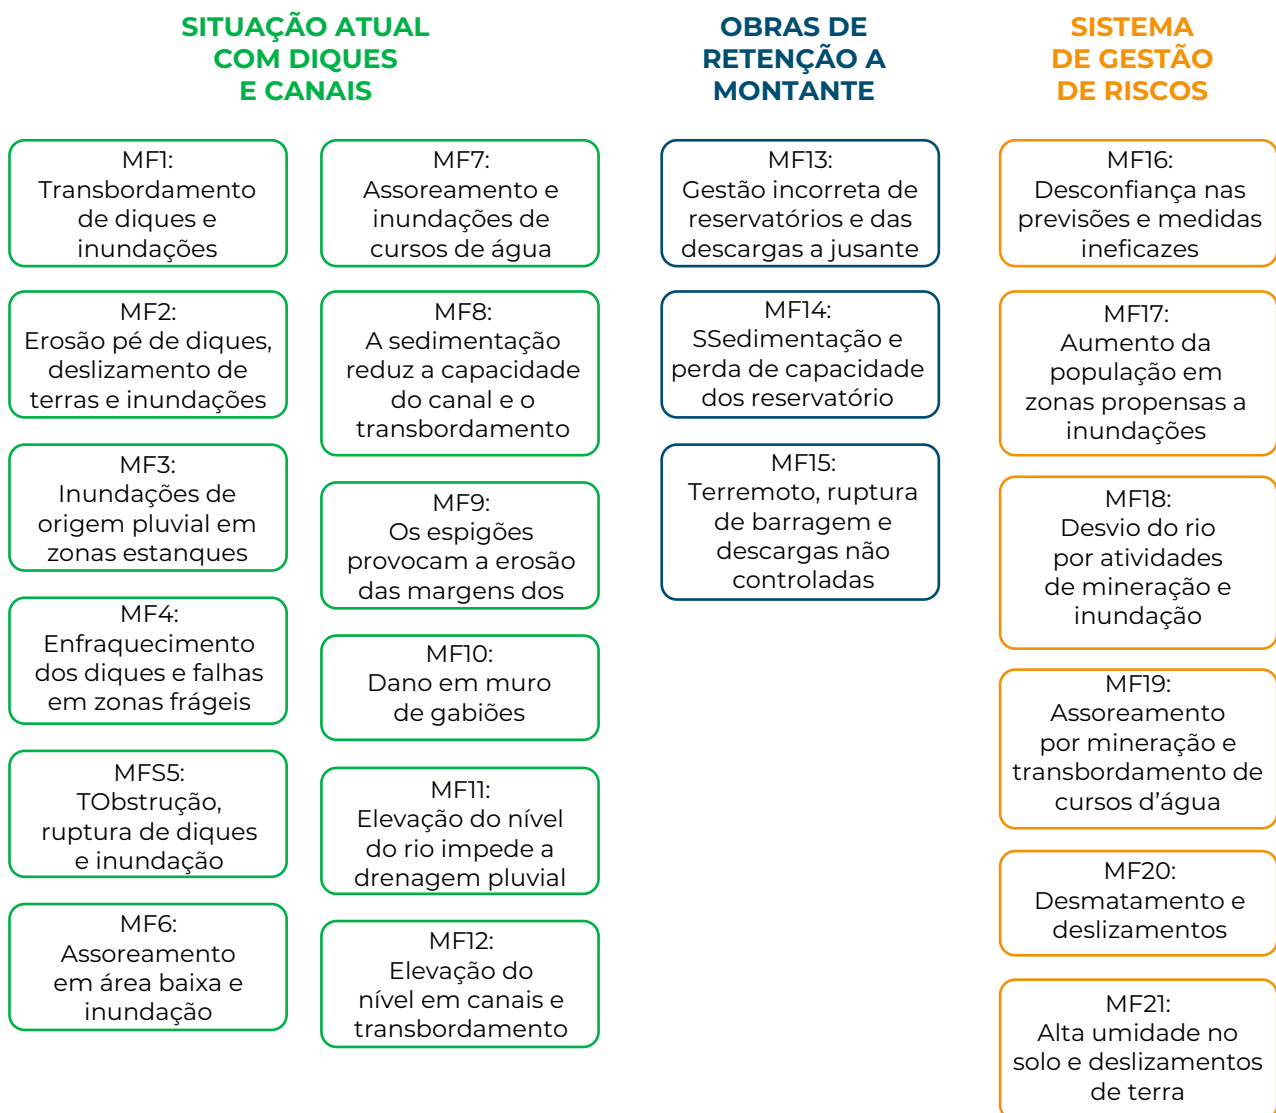 SITUAÇÃO ATUAL
COM DIQUES
E CANAIS
MF1:
Transbordamento
de diques e
inundações
MF2:
Erosão pé de diques,
deslizamento de
terras e inundações
MF3:
Inundações de
origem pluvial em
zonas estanques
MF4:
Enfraquecimento
dos diques e falhas
em zonas frágeis
MFS5:
TObstrução,
ruptura de diques
e inundação
MF6:
Assoreamento
em área baixa e
inundação
MF7:
Assoreamento e
inundações de
cursos de água
MF8:
A sedimentação
reduz a capacidade
do canal e o
transbordamento
MF9:
Os espigões
provocam a erosão
das margens dos
MF10:
Dano em muro
de gabiões
MF11:
Elevação do nível
do rio impede a
drenagem pluvial
MF12:
Elevação do
nível em canais e
transbordamento
OBRAS DE
RETENÇÃO A
MONTANTE
MF13:
Gestão incorreta de
reservatórios e das
descargas a jusante
MF14:
SSedimentação e
perda de capacidade
dos reservatório
MF15:
Terremoto, ruptura
de barragem e
descargas não
controladas
SISTEMA
DE GESTÃO
DE RISCOS
MF16:
Desconfiança nas
previsões e medidas
ineficazes
MF17:
Aumento da
população em
zonas propensas a
inundações
MF18:
Desvio do rio
por atividades
de mineração e
inundação
MF19:
Assoreamento
por mineração e
transbordamento de
cursos d’água
MF20:
Desmatamento e
deslizamentos
MF21:
Alta umidade no
solo e deslizamentos
de terra